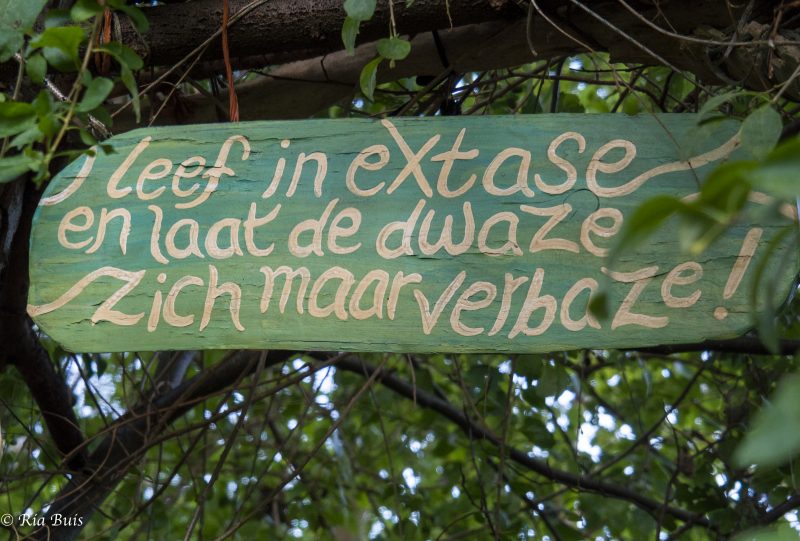 leef in extase
en laat de dwaze
zich maar verbaze!
© Ria Buis